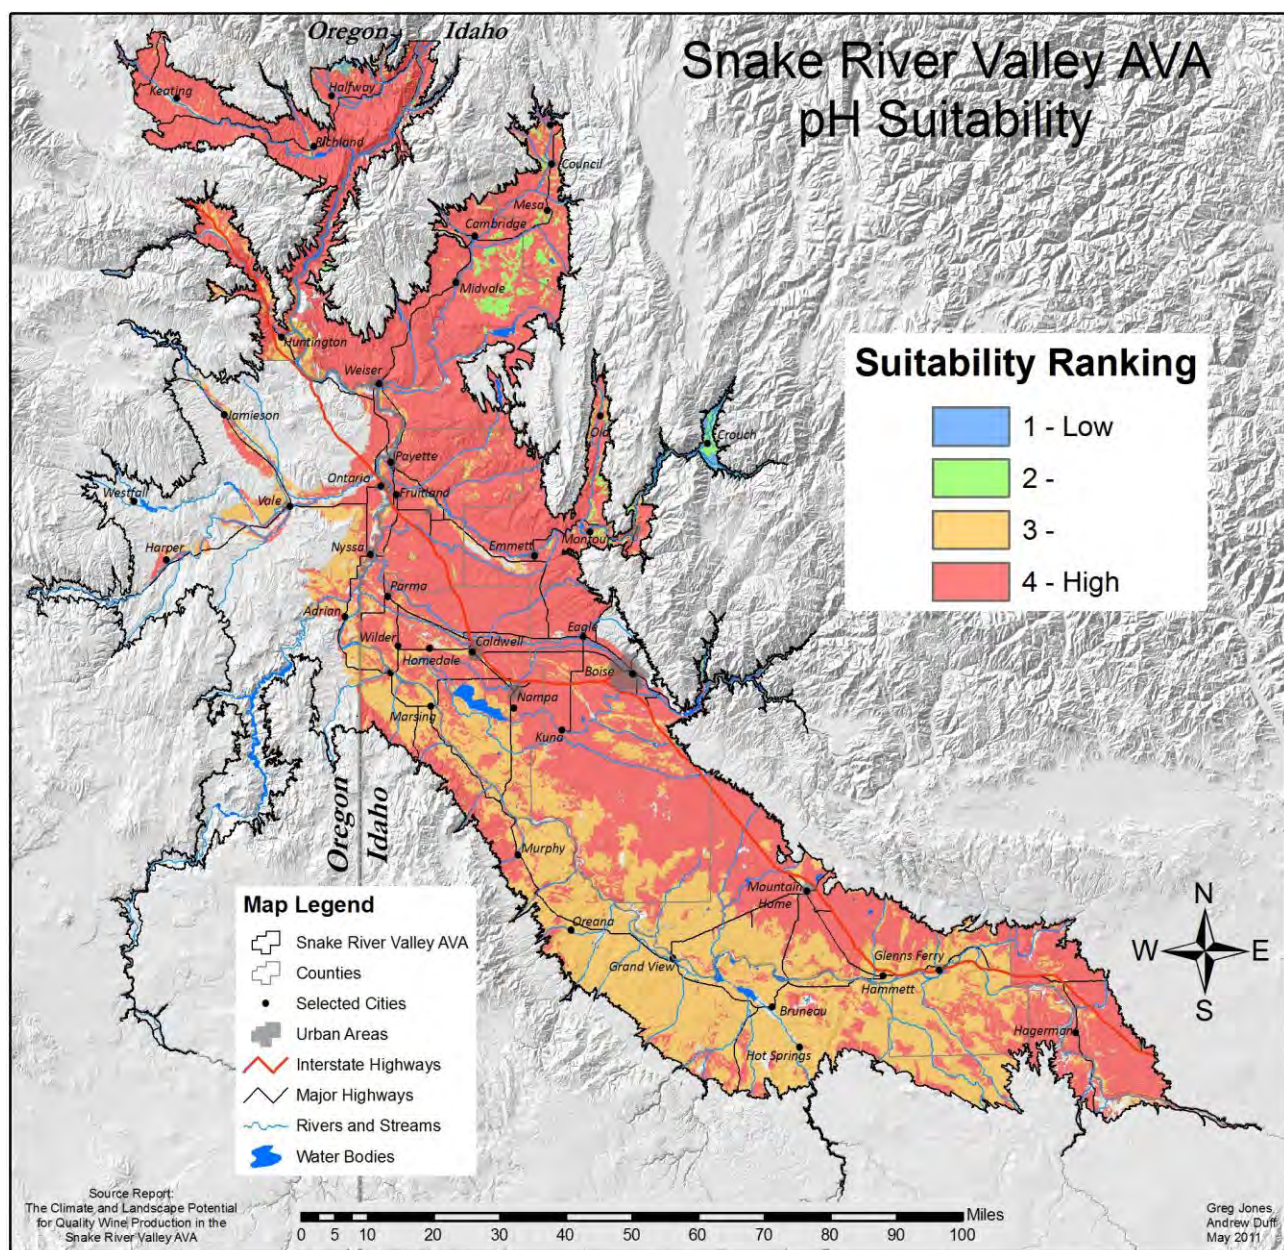 Oregon Idaho
Snake River Valley AVA
pH Suitability
Keating
Halfway
Richland
Council
Mesa
Cambridge
Midvale
Huntington
Weiser
Suitability Ranking
1 - Low
2 -
3 -
4 - High
Jamieson
Ola
Crouch
Payette
Ontario
Fruitland
Westfall
Vale
Harper
Nyssa
Emmett
Montour
Parma
Adrian
Eagle
Wilder
Caldwell
Homedale
Boise
Nampa
Marsing
Kuna
Oregon
Idaho
Murphy
Mountain
Home
Map Legend
Snake River Valley AVA
Counties
Selected Cities
Urban Areas
Interstate Highways
Major Highways
Rivers and Streams
Water Bodies
Oreana
Grand View
Glenns Ferry
Hammett
Bruneau
Hot Springs
Hagerman
N
W E
S
Source Report:
The Climate and Landscape Potential
for Quality Wine Production in the
Snake River Valley AVA
Miles
0 5 10 20 30 40 50 60 70 80 90 100
Greg Jones
Andrew Duff
May 2011